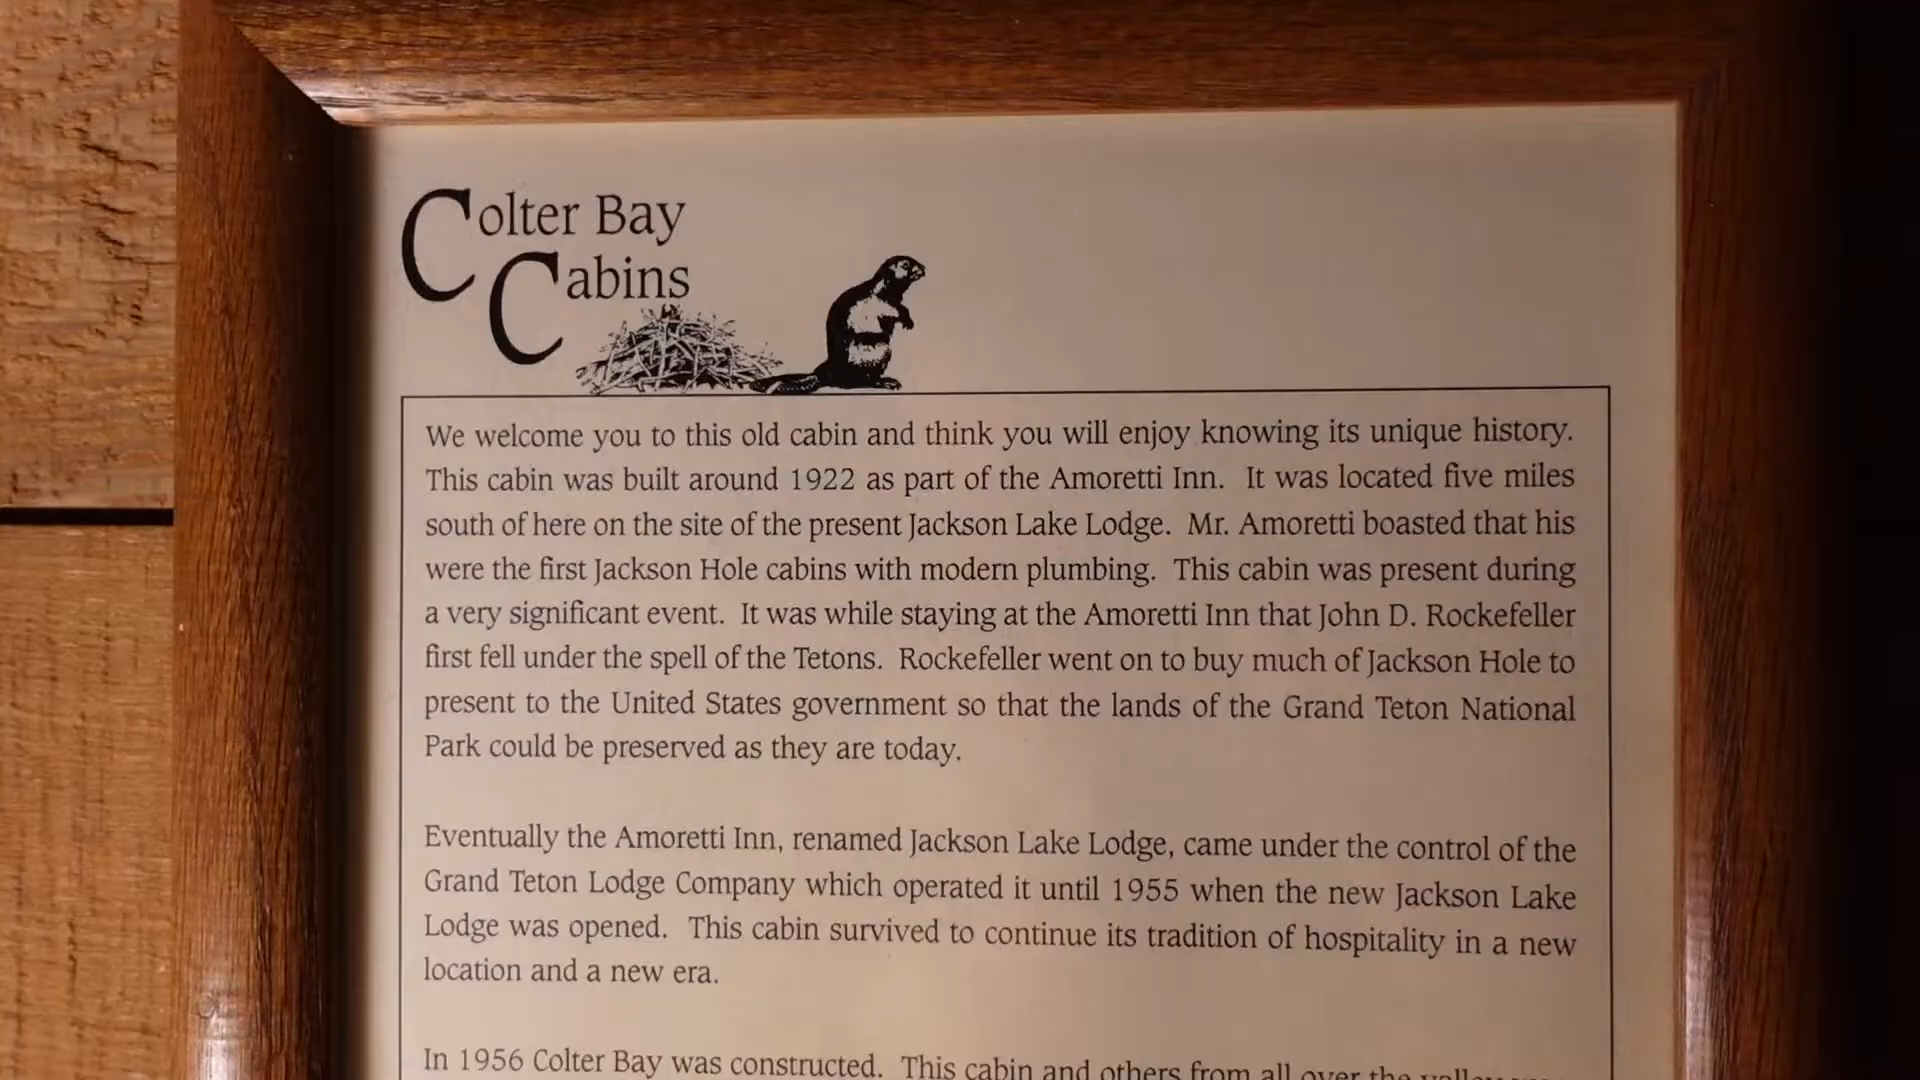 Colter Bay
Cabins
We welcome you to this old cabin and think you will enjoy knowing its unique history.
This cabin was built around 1922 as part of the Amoretti Inn. It was located five miles
south of here on the site of the present Jackson Lake Lodge. Mr. Amoretti boasted that his
were the first Jackson Hole cabins with modern plumbing. This cabin was present during
a very significant event. It was while staying at the Amoretti Inn that John D. Rockefeller
first fell under the spell of the Tetons. Rockefeller went on to buy much of Jackson Hole to
present to the United States government so that the lands of the Grand Teton National
Park could be preserved as they are today.
Eventually the Amoretti Inn, renamed Jackson Lake Lodge, came under the control of the
Grand Teton Lodge Company which operated it until 1955 when the new Jackson Lake
Lodge was opened. This cabin survived to continue its tradition of hospitality in a new
location and a new era.
In 1956 Colter Bay was constructed. This cabin and others from all over the valley